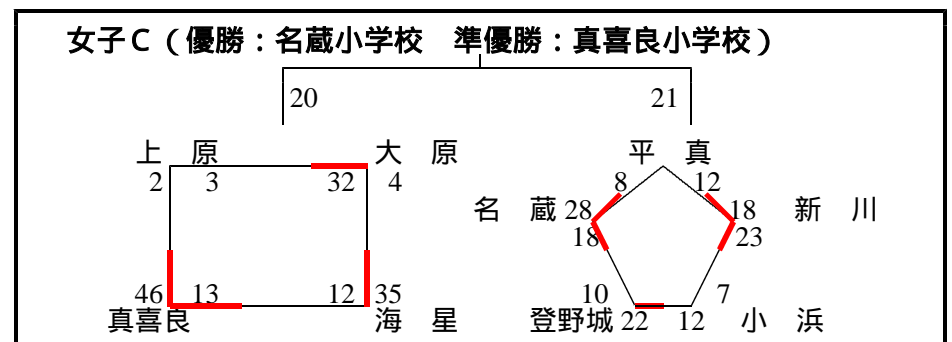 女子C（優勝：名蔵小学校　準優勝：真喜良小学校）
20 21
上　原 大　原 平　真
2 3 32 4 8 12
名　蔵 28 18 新　川
18 23
46 13 12 35 10 7
真喜良 海　星 登野城 22 12 小　浜